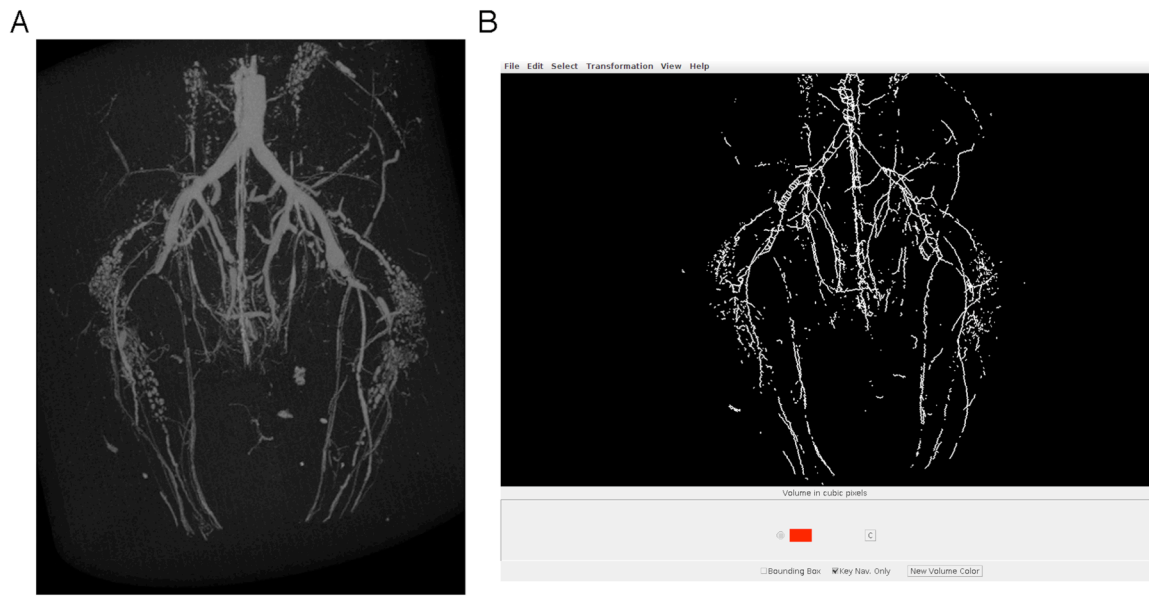 A
B
File Edit Select Transformation View Help
Volume in cubic pixels
C
Bounding Box Key Nav. Only New Volume Color